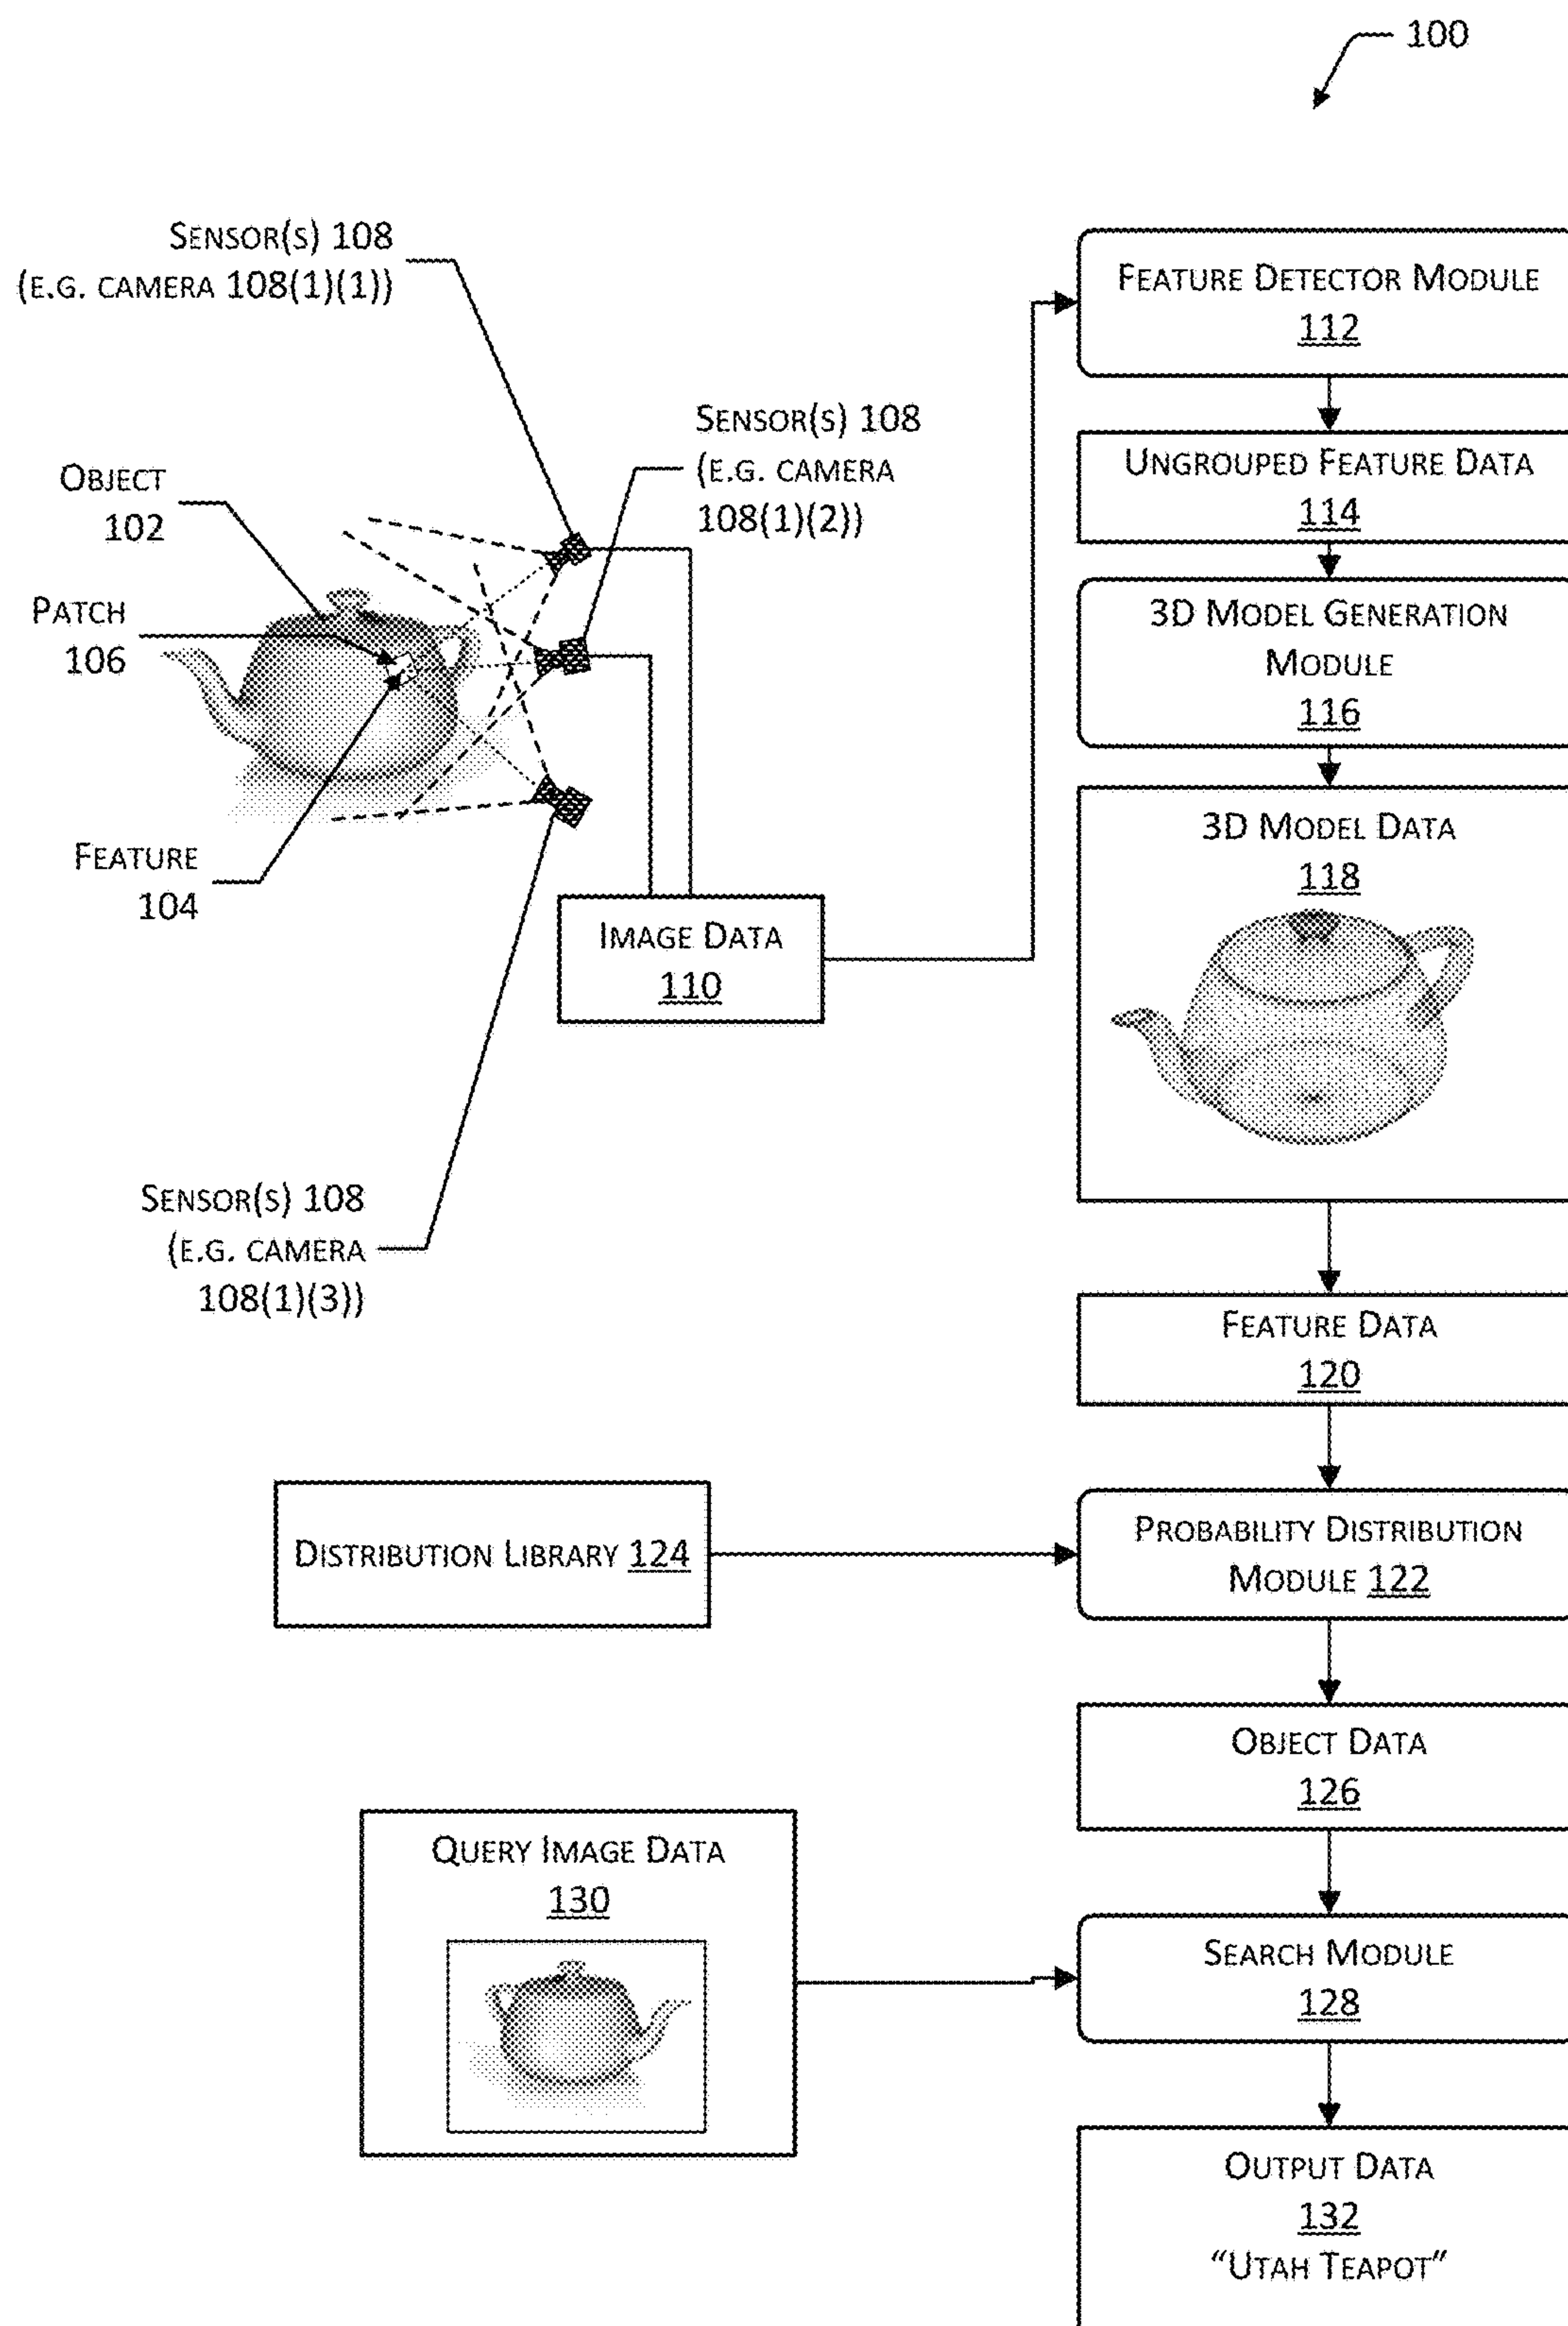 100
Sensor(s) 108
(e.g. camera 108(1)(1))
Sensor(s) 108
(e.g. camera
108(1)(2))
Object
102
Patch
106
Feature
104
Image Data
110
Sensor(s) 108
(e.g. camera
108(1)(3))
Feature Detector Module
112
Ungrouped Feature Data
114
3D Model Generation
Module
116
3D Model Data
118
Feature Data
120
Distribution Library 124
Probability Distribution
Module 122
Object Data
126
Query Image Data
130
Search Module
128
Output Data
132
“Utah Teapot”